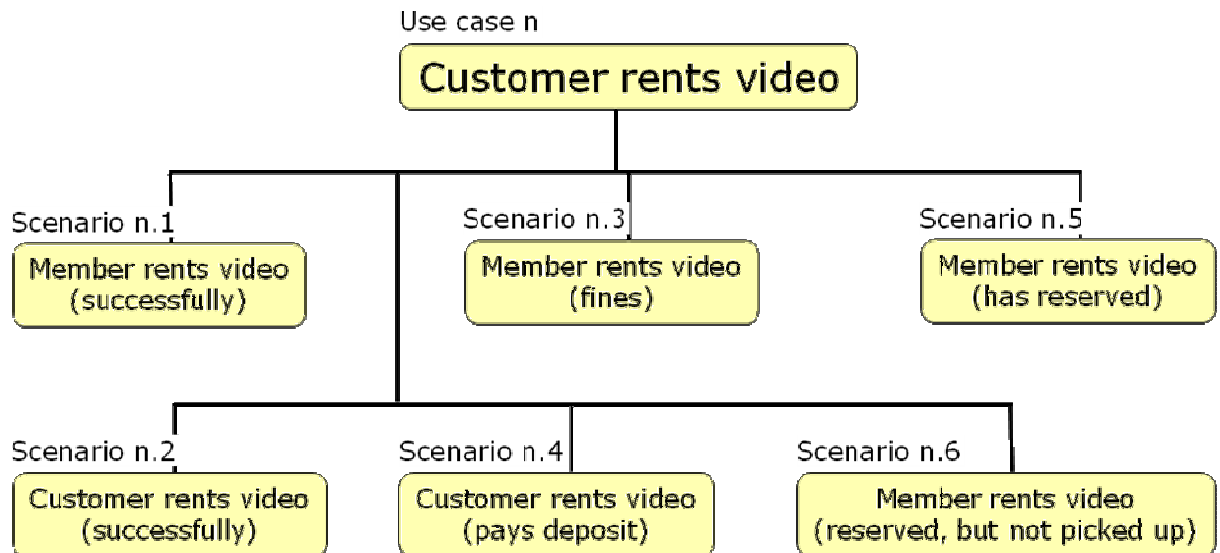 Use case n
Customer rents video
Scenario n.1
Member rents video
(successfully)
Scenario n.3
Member rents video
(fines)
Scenario n.5
Member rents video
(has reserved)
Scenario n.2
Customer rents video
(successfully)
Scenario n.4
Customer rents video
(pays deposit)
Scenario n.6
Member rents video
(reserved, but not picked up)